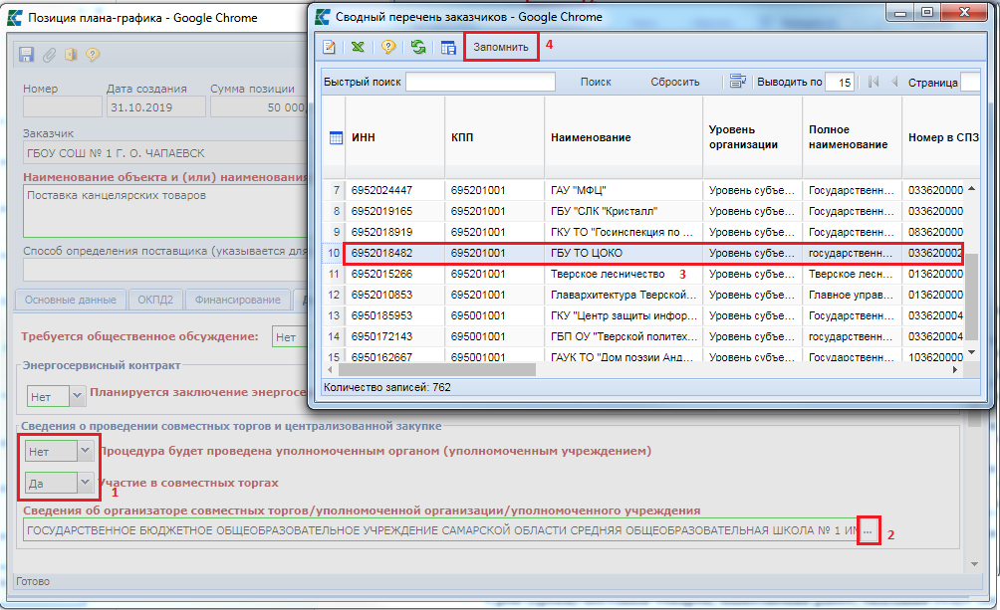 Позиция плана-графика - Google Chrome
Номер Дата создания Сумма позиции
31.10.2019 50 000,
Заказчик
ГБОУ СОШ № 1 Г. О. ЧАПАЕВСК
Наименование объекта и (или) наименования
Поставка канцелярских товаров
Способ определения поставщика (указывается для
Основные данные ОКПД2 Финансирование
Требуется общественное обсуждение: Нет
Энергосервисный контракт
Нет Планируется заключение энергосе
Сведения о проведении совместных торгов и централизованной закупке
Нет Процедура будет проведена уполномоченным органом (уполномоченным учреждением)
Да Участие в совместных торгах
1
Сведения об организаторе совместных торгов/уполномоченной организации/уполномоченного учреждения
ГОСУДАРСТВЕННОЕ БЮДЖЕТНОЕ ОБЩЕОБРАЗОВАТЕЛЬНОЕ УЧРЕЖДЕНИЕ САМАРСКОЙ ОБЛАСТИ СРЕДНЯЯ ОБЩЕОБРАЗОВАТЕЛЬНАЯ ШКОЛА № 1 ИМ ... 2
Готово
Сводный перечень заказчиков - Google Chrome
Запомнить 4
Быстрый поиск Поиск Сбросить Выводить по 15 Страница
ИНН КПП Наименование Уровень организации Полное наименование Номер в СПЗ
7 6952024447 695201001 ГАУ "МФЦ" Уровень субъе... Государственн... 033620000
8 6952019165 695201001 ГБУ "СЛК "Кристалл" Уровень субъе... Государственн... 033620000
9 6952018919 695201001 ГКУ ТО "Госинспекция по ... Уровень субъе... Государственн... 083620000
10 6952018482 695201001 ГБУ ТО ЦОКО Уровень субъе... государственн... 033620002
11 6952015266 695201001 Тверское лесничество 3 Уровень субъе... Тверское лесн... 013620000
12 6952010853 695201001 Главархитектура Тверской... Уровень субъе... Главное управ... 013620000
13 6950185953 695001001 ГКУ "Центр защиты инфор... Уровень субъе... Государственн... 033620004
14 6950172143 695001001 ГБП ОУ "Тверской политех... Уровень субъе... Государственн... 033620004
15 6950162667 695001001 ГАУК ТО "Дом поэзии Анд... Уровень субъе... Государственн... 103620000
Количество записей: 762